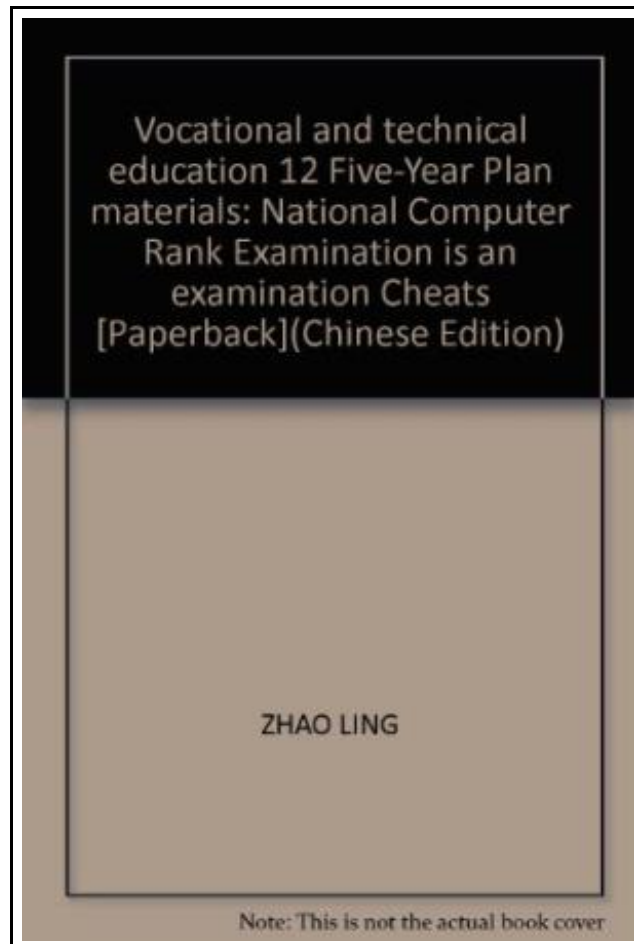 Vocational and technical
education 12 Five-Year Plan
materials: National Computer
Rank Examination is an
examination Cheats
[Paperback](Chinese Edition)
ZHAO LING
Note: This is not the actual book cover